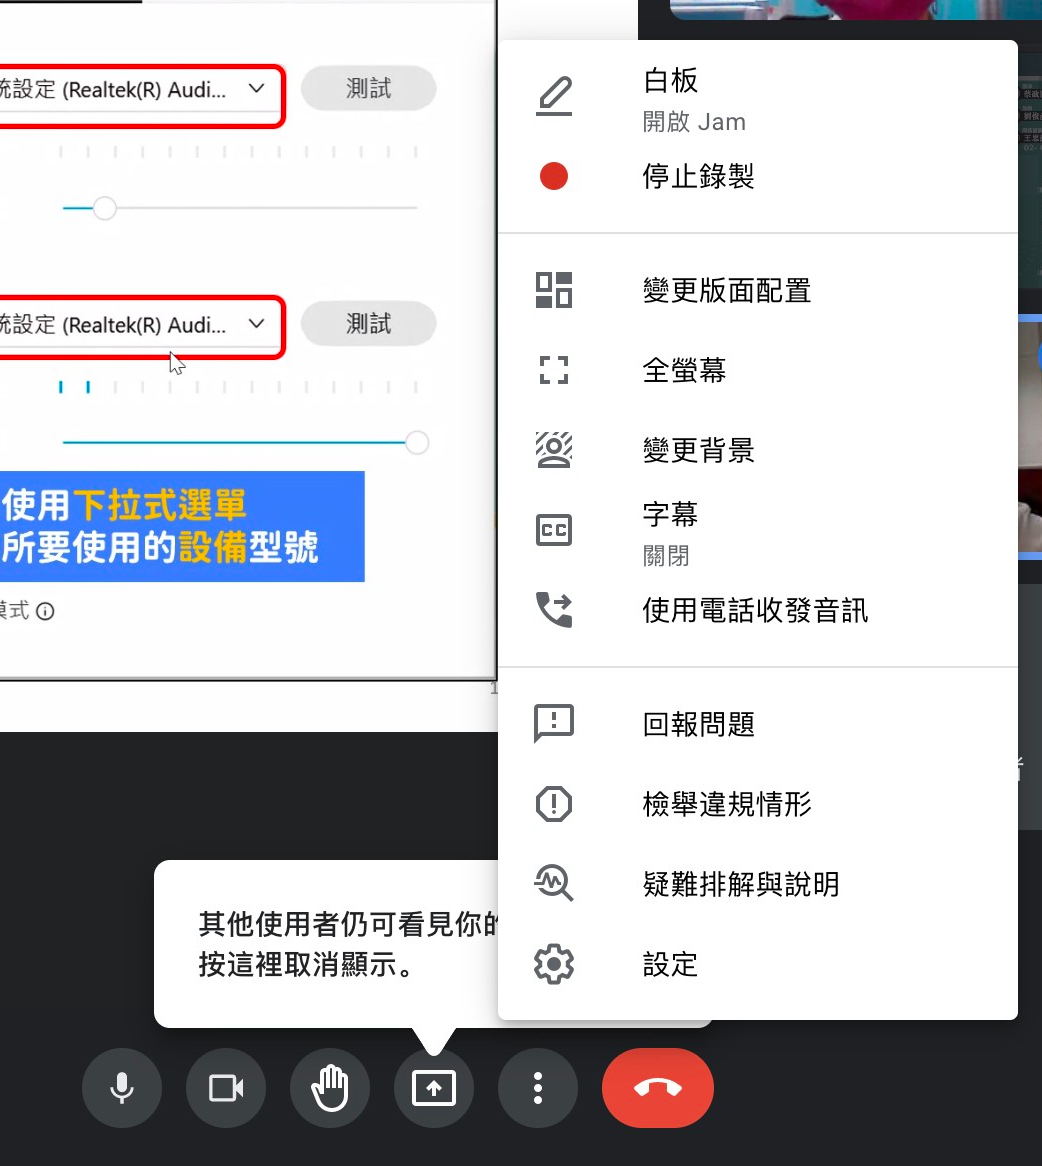 統設定 (Realtek(R) Audi...
測試
統設定 (Realtek(R) Audi...
測試
使用下拉式選單
所要使用的設備型號
模式
1
其他使用者仍可看見你的
按這裡取消顯示。
白板
開啟 Jam
停止錄製
變更版面配置
全螢幕
變更背景
字幕
關閉
使用電話收發音訊
回報問題
檢舉違規情形
疑難排解與說明
設定